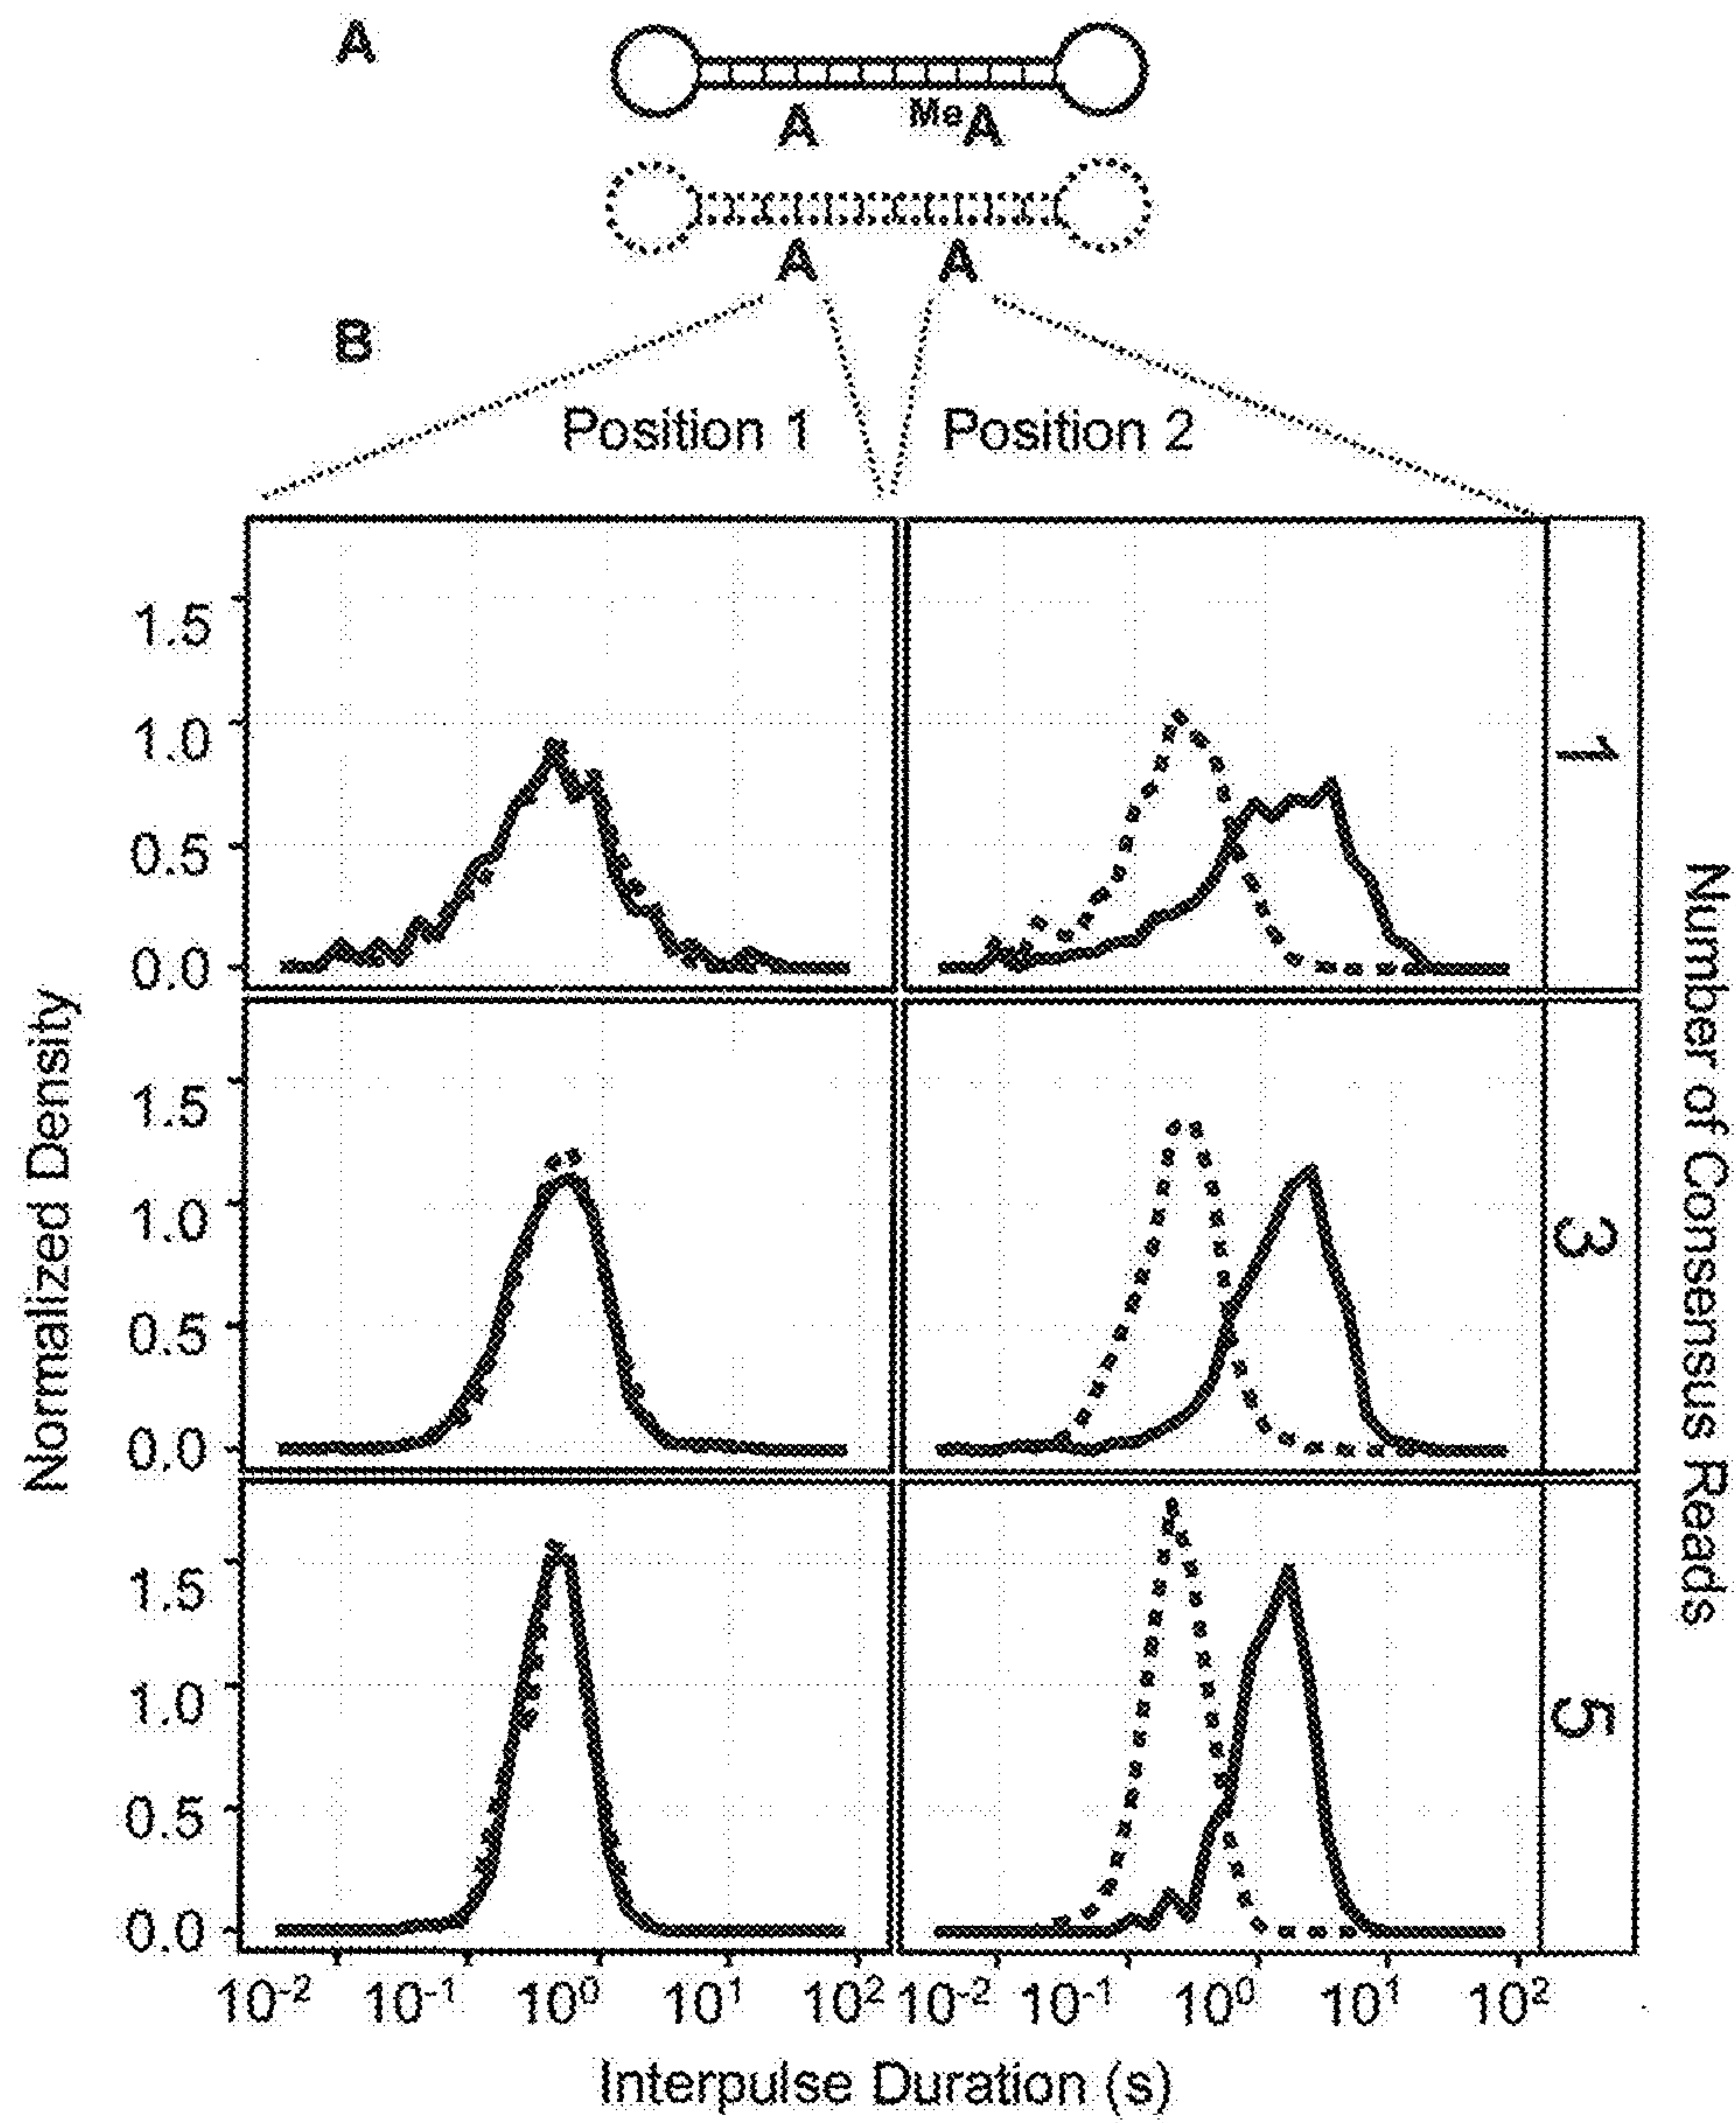 A
A MeA
A A
B
Position 1 Position 2
1.5
1.0
0.5
0.0
1
1.5
1.0
0.5
0.0
3
1.5
1.0
0.5
0.0
5
Normalized Density
Number of Consensus Reads
10⁻² 10⁻¹ 10⁰ 10¹ 10² 10⁻² 10⁻¹ 10⁰ 10¹ 10²
Interpulse Duration (s)